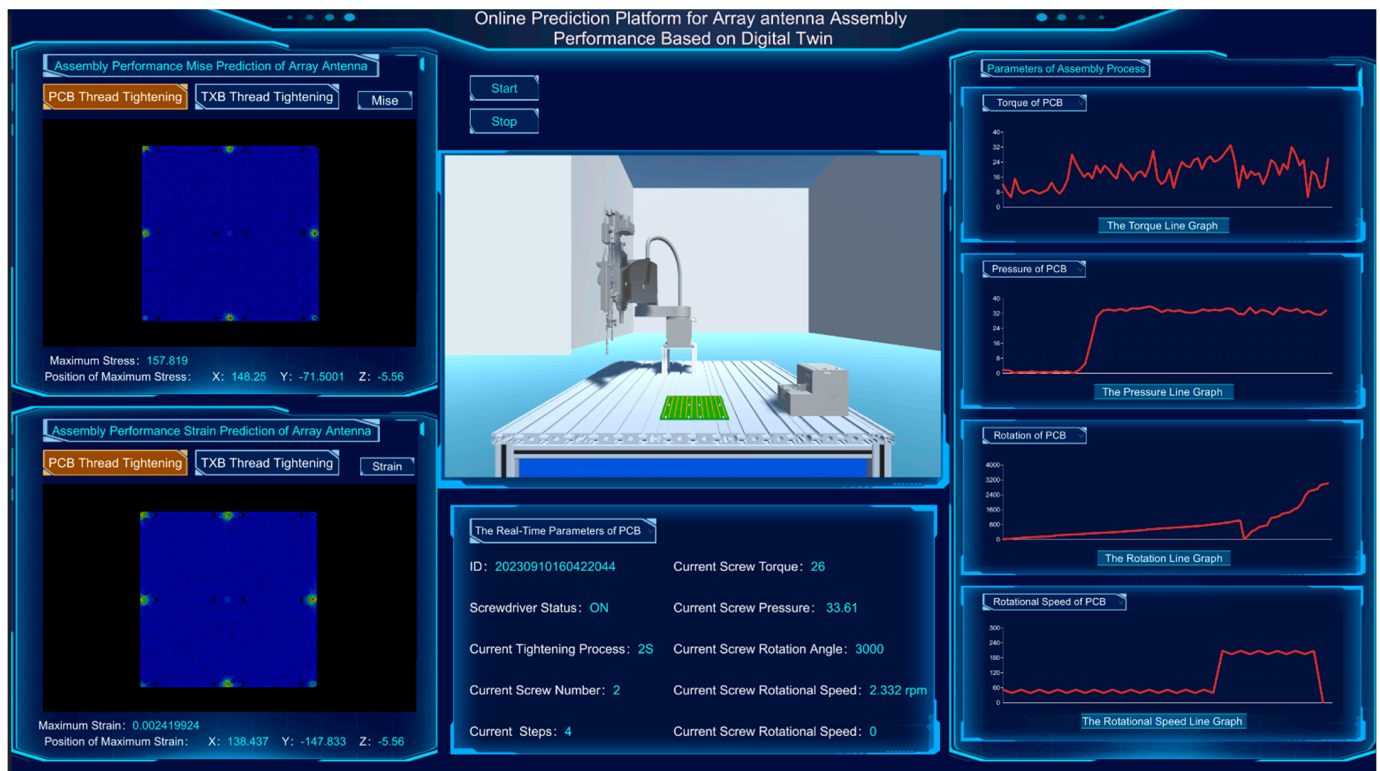 Online Prediction Platform for Array antenna Assembly
Performance Based on Digital Twin
Assembly Performance Mise Prediction of Array Antenna
PCB Thread Tightening
TXB Thread Tightening
Mise
Maximum Stress: 157.819
Position of Maximum Stress: X: 148.25 Y: -71.5001 Z: -5.56
Assembly Performance Strain Prediction of Array Antenna
PCB Thread Tightening
TXB Thread Tightening
Strain
Maximum Strain: 0.002419924
Position of Maximum Strain: X: 138.437 Y: -147.833 Z: -5.56
Start
Stop
The Real-Time Parameters of PCB
ID: 20230910160422044
Current Screw Torque: 26
Screwdriver Status: ON
Current Screw Pressure: 33.61
Current Tightening Process: 2S
Current Screw Rotation Angle: 3000
Current Screw Number: 2
Current Screw Rotational Speed: 2.332 rpm
Current Steps: 4
Current Screw Rotational Speed: 0
Parameters of Assembly Process
Torque of PCB
40
32
24
16
8
0
The Torque Line Graph
Pressure of PCB
40
32
24
16
8
0
The Pressure Line Graph
Rotation of PCB
4000
3200
2400
1600
800
0
The Rotation Line Graph
Rotational Speed of PCB
300
240
180
120
60
0
The Rotational Speed Line Graph